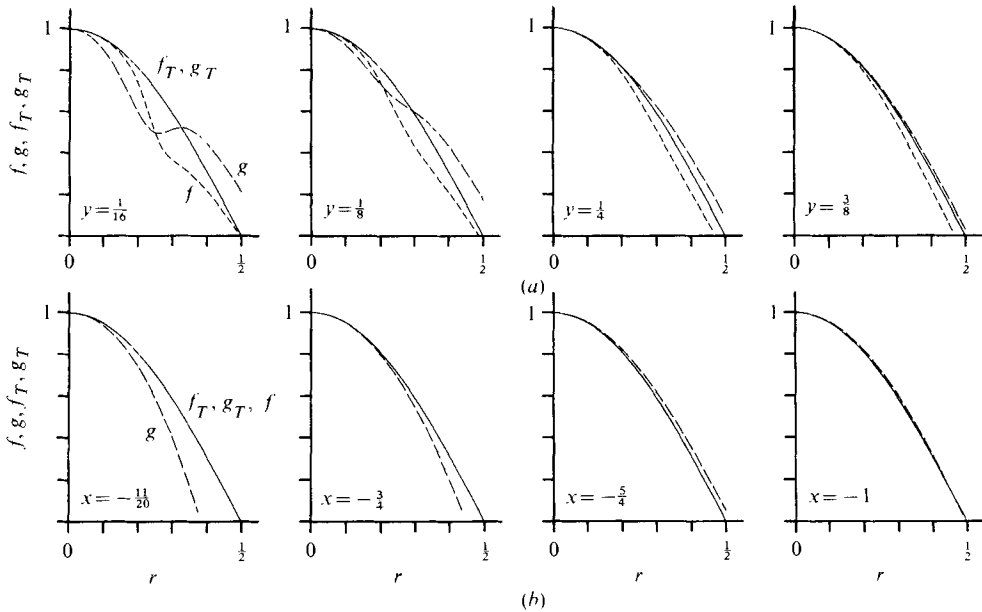 f, g, f_T, g_T
1 1 1 1
f_T, g_T
g
f
y = 1/16 y = 1/8 y = 1/4 y = 3/8
0 1/2 0 1/2 0 1/2 0 1/2
r r r r
(a)
f, g, f_T, g_T
1 1 1 1
f_T, g_T, f
g
x = -11/20 x = -3/4 x = -5/4 x = -1
0 1/2 0 1/2 0 1/2 0 1/2
r r r r
(b)